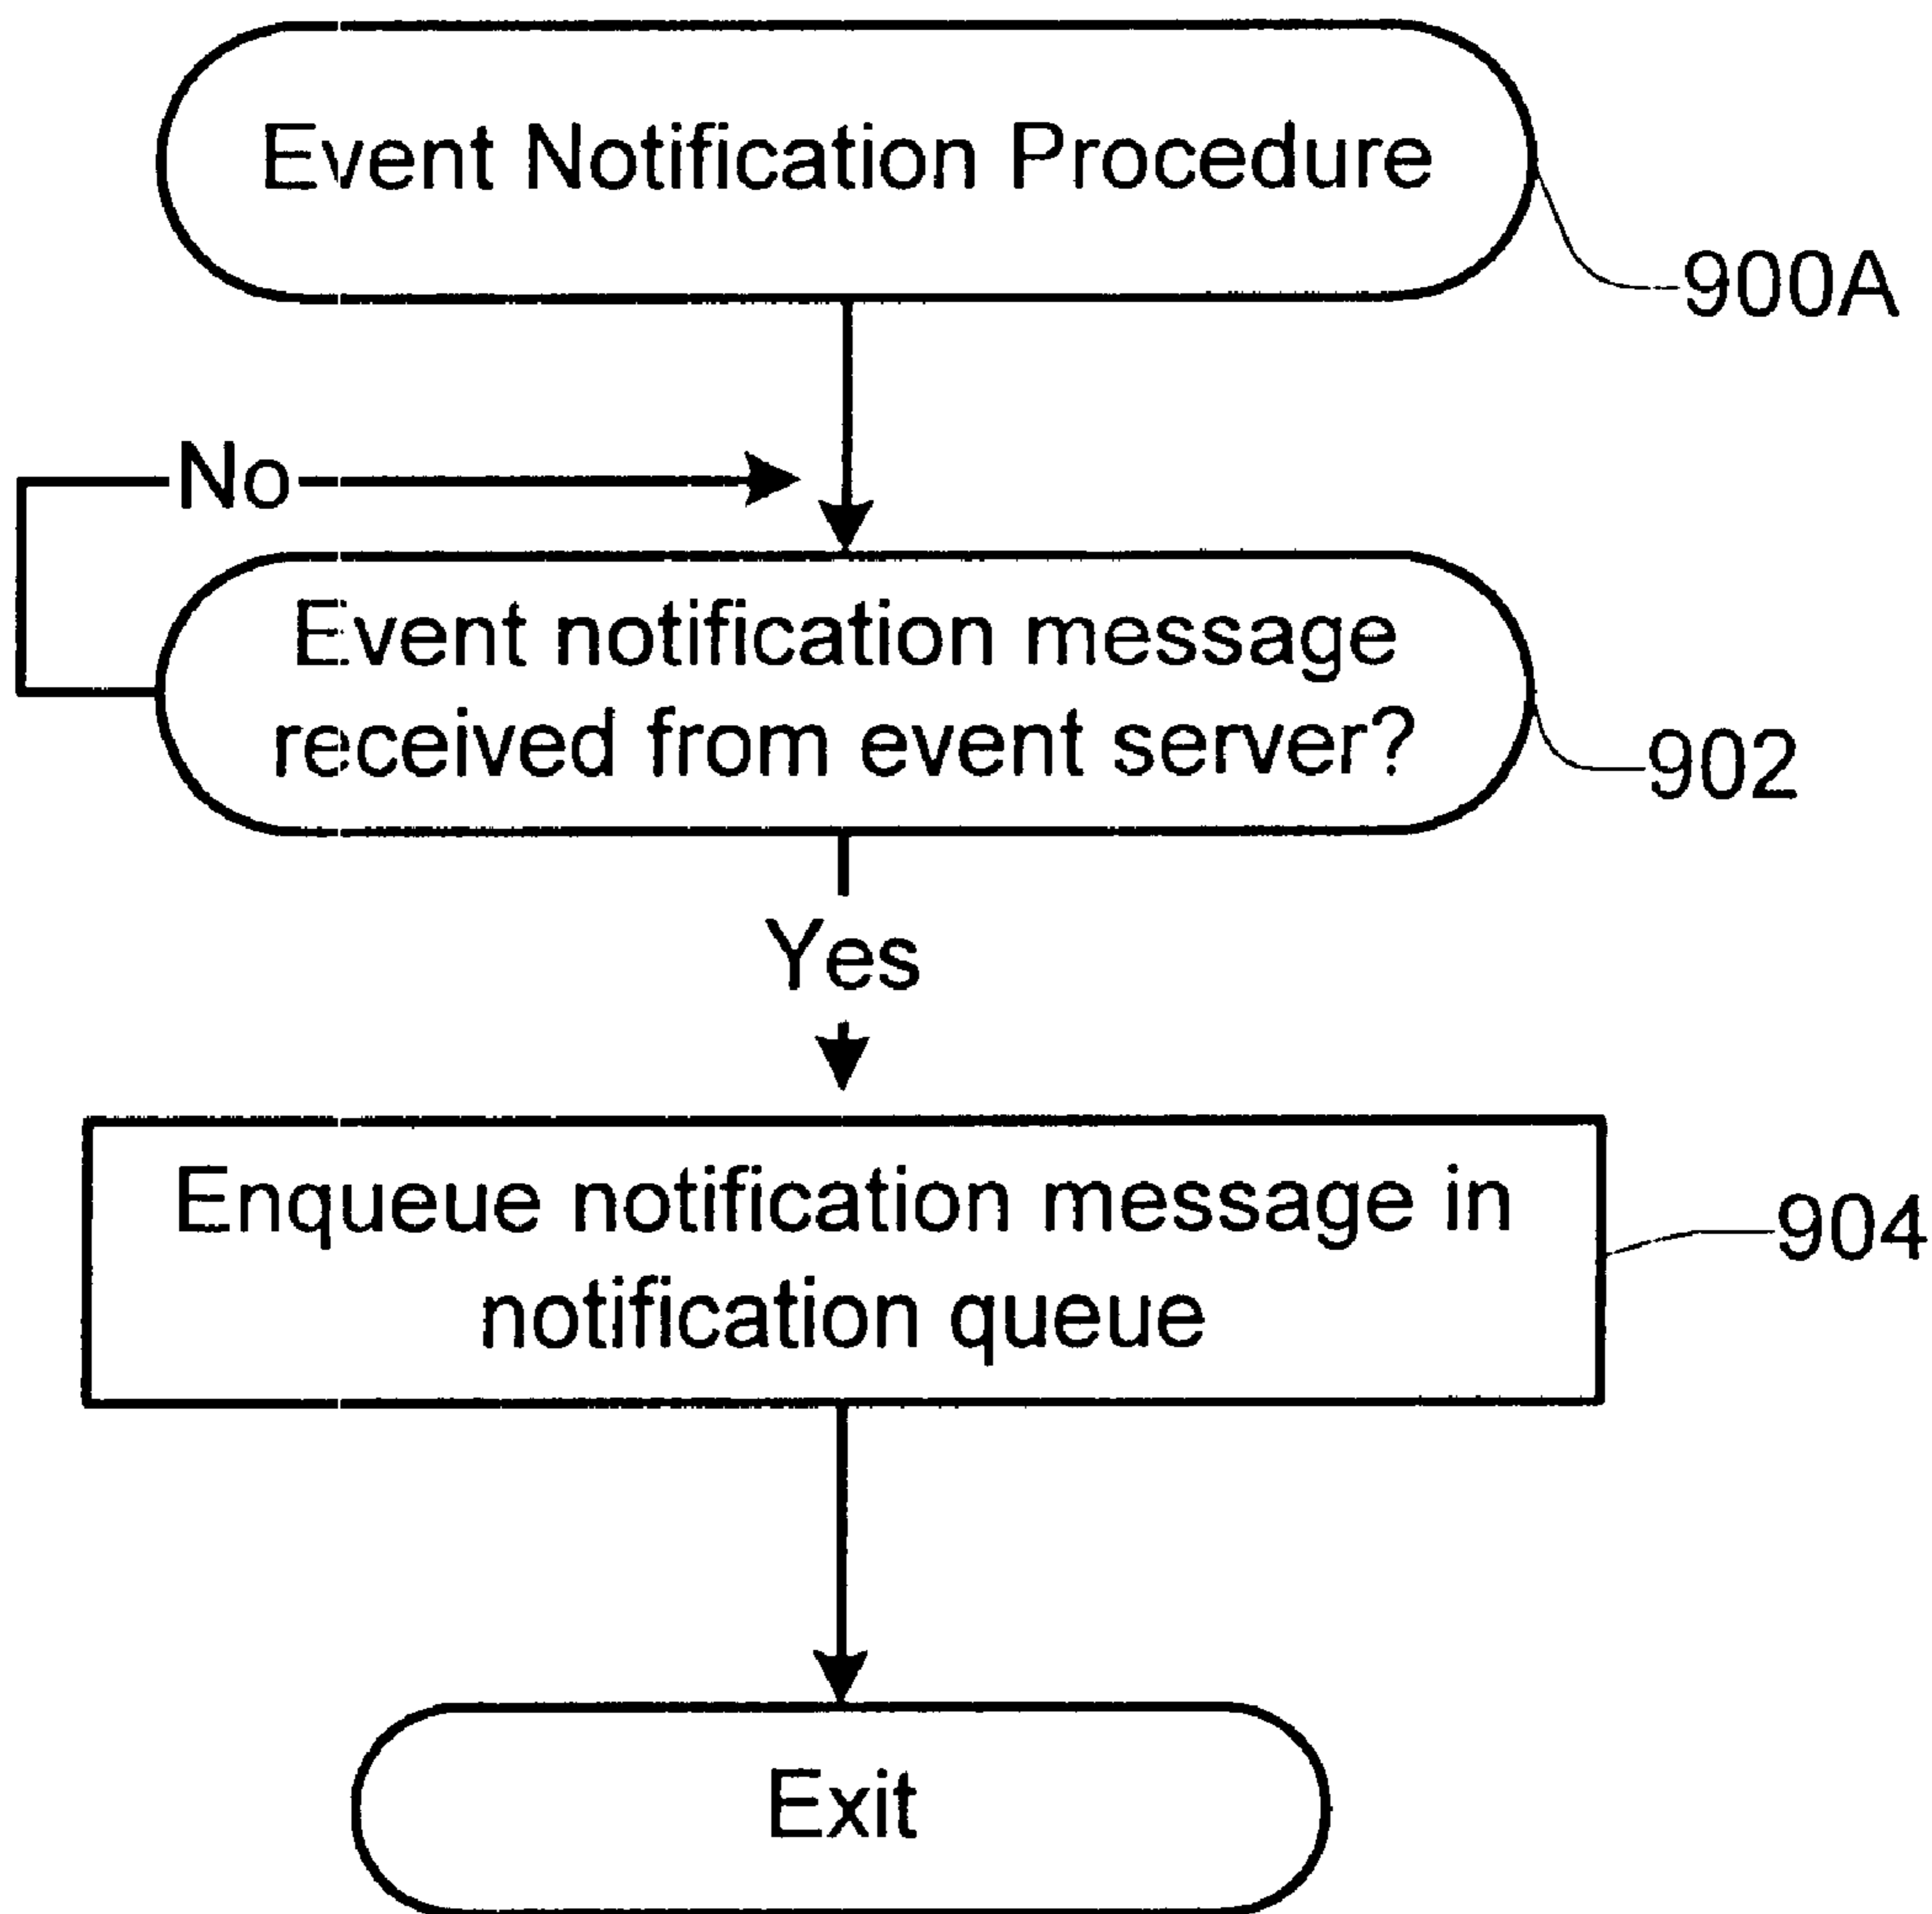 Event Notification Procedure
900A
No
Event notification message
received from event server?
902
Yes
Enqueue notification message in
notification queue
904
Exit